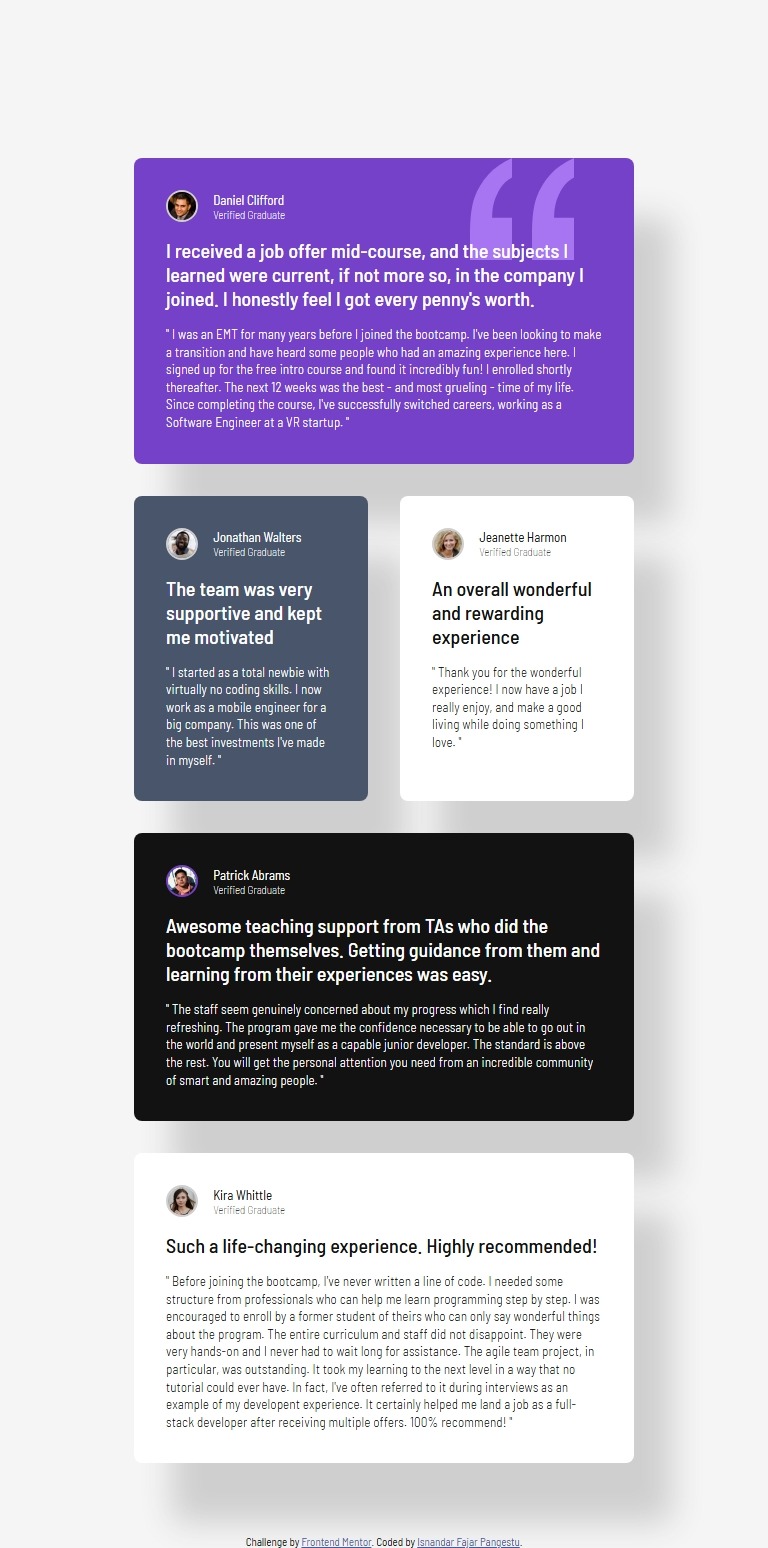 Daniel Clifford
Verified Graduate
I received a job offer mid-course, and the subjects I
learned were current, if not more so, in the company I
joined. I honestly feel I got every penny's worth.
" I was an EMT for many years before I joined the bootcamp. I've been looking to make
a transition and have heard some people who had an amazing experience here. I
signed up for the free intro course and found it incredibly fun! I enrolled shortly
thereafter. The next 12 weeks was the best - and most grueling - time of my life.
Since completing the course, I've successfully switched careers, working as a
Software Engineer at a VR startup. "
Jonathan Walters
Verified Graduate
The team was very
supportive and kept
me motivated
" I started as a total newbie with
virtually no coding skills. I now
work as a mobile engineer for a
big company. This was one of
the best investments I've made
in myself. "
Jeanette Harmon
Verified Graduate
An overall wonderful
and rewarding
experience
" Thank you for the wonderful
experience! I now have a job I
really enjoy, and make a good
living while doing something I
love. "
Patrick Abrams
Verified Graduate
Awesome teaching support from TAs who did the
bootcamp themselves. Getting guidance from them and
learning from their experiences was easy.
" The staff seem genuinely concerned about my progress which I find really
refreshing. The program gave me the confidence necessary to be able to go out in
the world and present myself as a capable junior developer. The standard is above
the rest. You will get the personal attention you need from an incredible community
of smart and amazing people. "
Kira Whittle
Verified Graduate
Such a life-changing experience. Highly recommended!
" Before joining the bootcamp, I've never written a line of code. I needed some
structure from professionals who can help me learn programming step by step. I was
encouraged to enroll by a former student of theirs who can only say wonderful things
about the program. The entire curriculum and staff did not disappoint. They were
very hands-on and I never had to wait long for assistance. The agile team project, in
particular, was outstanding. It took my learning to the next level in a way that no
tutorial could ever have. In fact, I've often referred to it during interviews as an
example of my developent experience. It certainly helped me land a job as a full-
stack developer after receiving multiple offers. 100% recommend! "
Challenge by Frontend Mentor. Coded by Isnandar Fajar Pangestu.